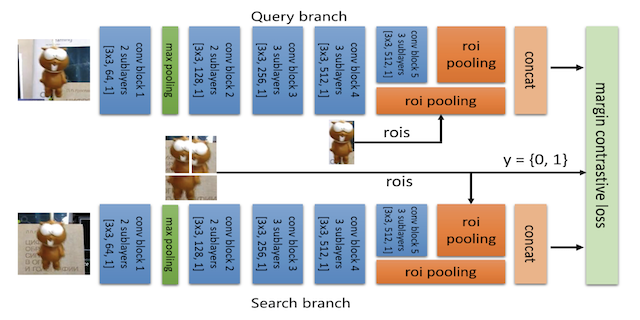 Query branch
conv block 1
2 sublayers
[3x3, 64, 1]
max pooling
conv block 2
2 sublayers
[3x3, 128, 1]
conv block 3
3 sublayers
[3x3, 256, 1]
conv block 4
3 sublayers
[3x3, 512, 1]
conv block 5
3 sublayers
[3x3, 512, 1]
roi
pooling
roi pooling
concat
margin contrastive loss
rois
y = {0, 1}
rois
conv block 1
2 sublayers
[3x3, 64, 1]
max pooling
conv block 2
2 sublayers
[3x3, 128, 1]
conv block 3
3 sublayers
[3x3, 256, 1]
conv block 4
3 sublayers
[3x3, 512, 1]
conv block 5
3 sublayers
[3x3, 512, 1]
roi
pooling
roi pooling
concat
Search branch